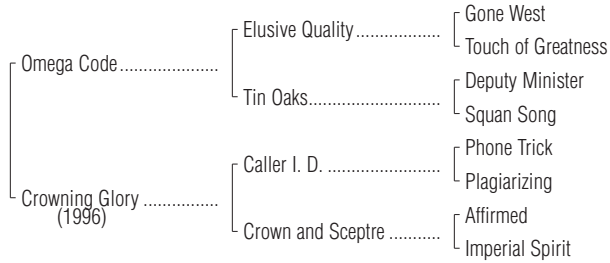 Gone West
Elusive Quality..................
Touch of Greatness
Omega Code.....................
Deputy Minister
Tin Oaks............................
Squan Song
Phone Trick
Caller I. D. ........................
Plagiarizing
Crowning Glory ................
(1996)
Affirmed
Crown and Sceptre ...........
Imperial Spirit